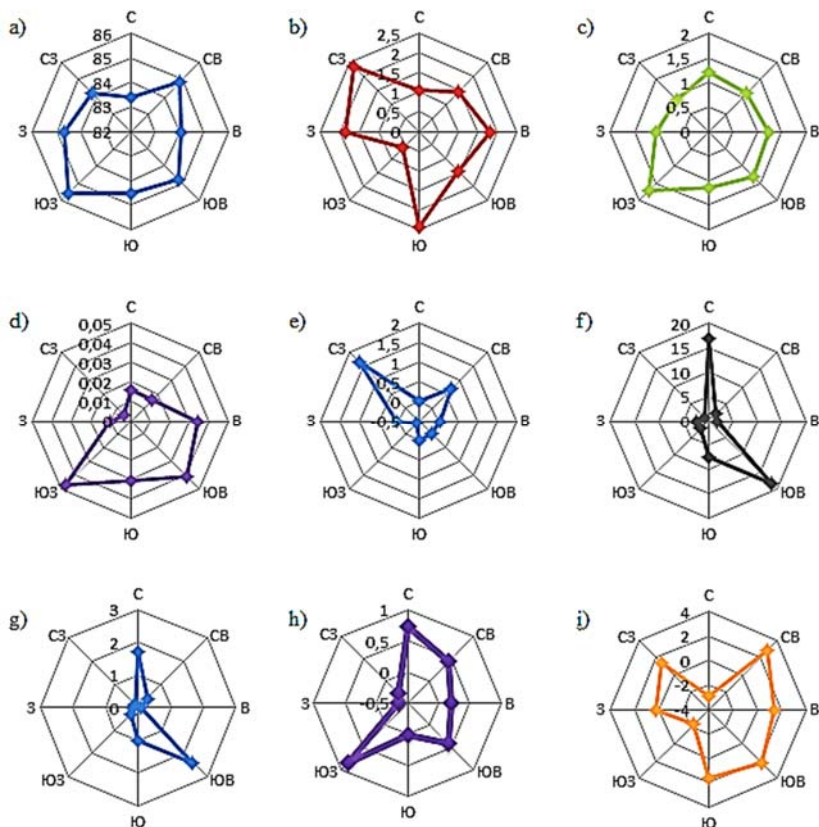 a)
С
86
СЗ
85
СВ
84
83
З
82
В
ЮЗ
ЮВ
Ю
b)
С
2,5
СЗ
2
СВ
1,5
1
0,5
З
0
В
ЮЗ
ЮВ
Ю
c)
С
2
СЗ
1,5
СВ
1
0,5
З
0
В
ЮЗ
ЮВ
Ю
d)
С
0,05
СЗ
0,04
СВ
0,03
0,02
0,01
З
0
В
ЮЗ
ЮВ
Ю
e)
С
2
СЗ
1,5
СВ
1
0,5
0
З
-0,5
В
ЮЗ
ЮВ
Ю
f)
С
20
СЗ
15
СВ
10
5
З
0
В
ЮЗ
ЮВ
Ю
g)
С
3
СЗ
2
СВ
1
З
0
В
ЮЗ
ЮВ
Ю
h)
С
1
СЗ
0,5
СВ
0
З
-0,5
В
ЮЗ
ЮВ
Ю
i)
С
4
СЗ
2
СВ
0
-2
З
-4
В
ЮЗ
ЮВ
Ю